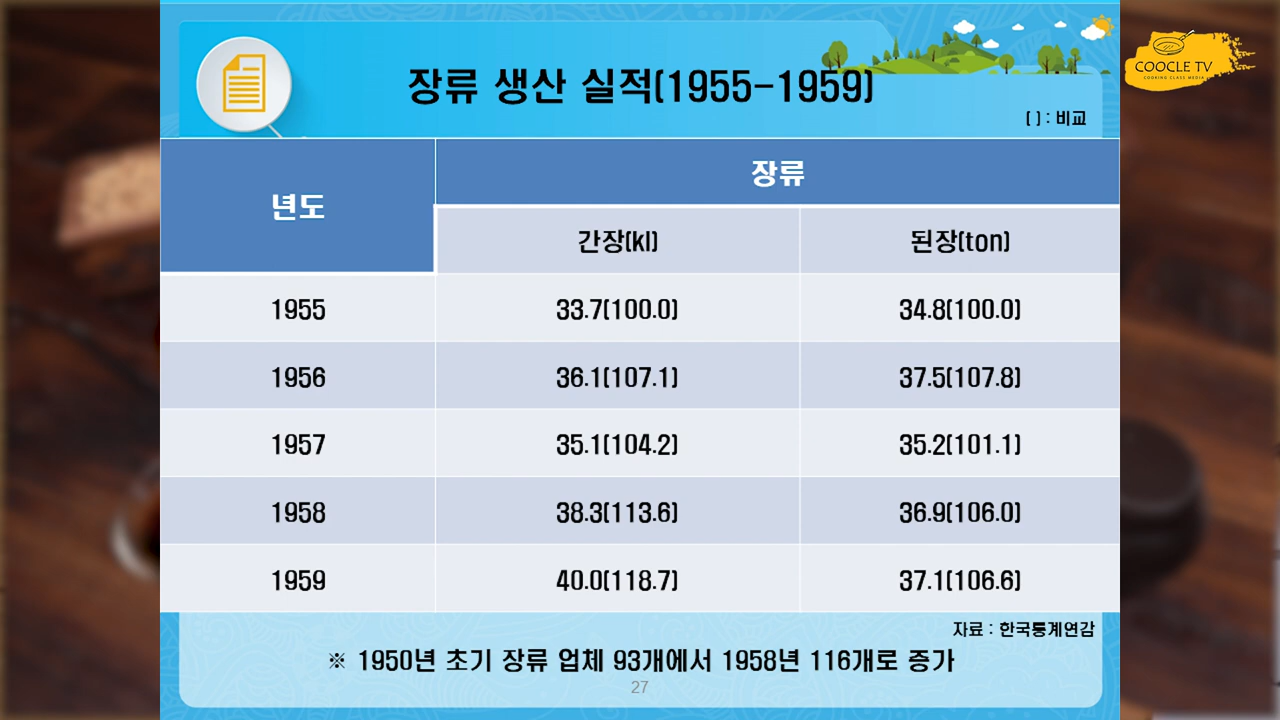 장류 생산 실적(1955-1959)
COOCLE TV
COOKING CLASS MEDIA
( ) : 비교
년도
장류
간장(kl)
된장(ton)
1955 33.7(100.0) 34.8(100.0)
1956 36.1(107.1) 37.5(107.8)
1957 35.1(104.2) 35.2(101.1)
1958 38.3(113.6) 36.9(106.0)
1959 40.0(118.7) 37.1(106.6)
자료 : 한국통계연감
※ 1950년 초기 장류 업체 93개에서 1958년 116개로 증가
27